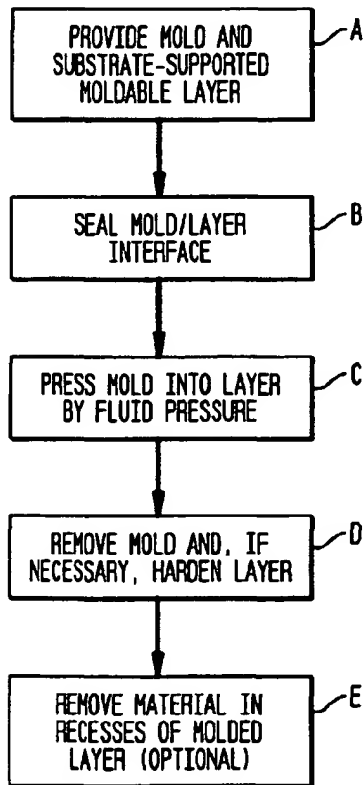 PROVIDE MOLD AND
SUBSTRATE-SUPPORTED
MOLDABLE LAYER
A
SEAL MOLD/LAYER
INTERFACE
B
PRESS MOLD INTO LAYER
BY FLUID PRESSURE
C
REMOVE MOLD AND, IF
NECESSARY, HARDEN LAYER
D
REMOVE MATERIAL IN
RECESSES OF MOLDED
LAYER (OPTIONAL)
E